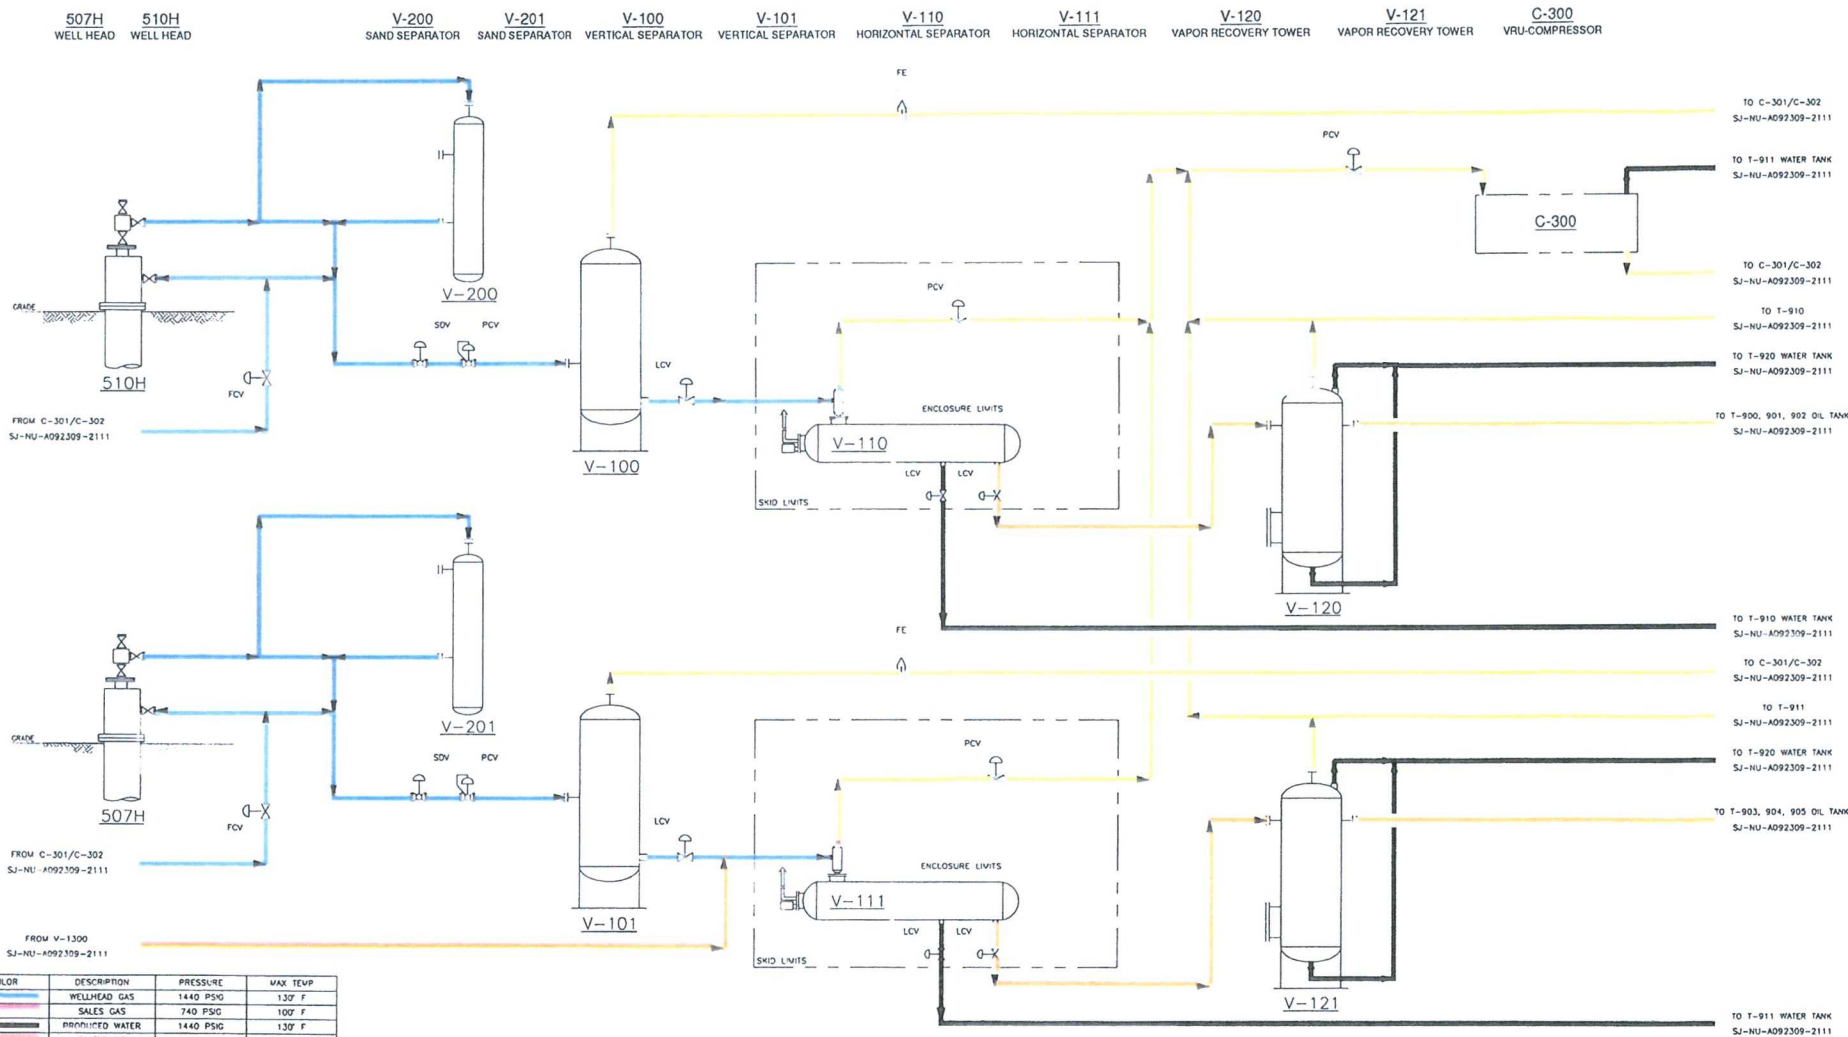 507H 510H V-200 V-201 V-100 V-101 V-110 V-111 V-120 V-121 C-300
WELL HEAD WELL HEAD SAND SEPARATOR SAND SEPARATOR VERTICAL SEPARATOR VERTICAL SEPARATOR HORIZONTAL SEPARATOR HORIZONTAL SEPARATOR VAPOR RECOVERY TOWER VAPOR RECOVERY TOWER VRU-COMPRESSOR
FE
TO C-301/C-302
SJ-NU-A092309-2111
PCV
TO T-911 WATER TANK
SJ-NU-A092309-2111
C-300
TO C-301/C-302
SJ-NU-A092309-2111
V-200
PCV
GRADE
TO T-910
SJ-NU-A092309-2111
SDV PCV
TO T-920 WATER TANK
SJ-NU-A092309-2111
LCV
510H
FCV
ENCLOSURE LIMITS
TO T-900, 901, 902 OIL TANK
SJ-NU-A092309-2111
FROM C-301/C-302
SJ-NU-A092309-2111
V-110
V-100
LCV LCV
SKID LIMITS
V-120
TO T-910 WATER TANK
SJ-NU-A092309-2111
FE
TO C-301/C-302
SJ-NU-A092309-2111
TO T-911
SJ-NU-A092309-2111
V-201
GRADE
PCV
SDV PCV
TO T-920 WATER TANK
SJ-NU-A092309-2111
507H
FCV
LCV
TO T-903, 904, 905 OIL TANK
SJ-NU-A092309-2111
FROM C-301/C-302
SJ-NU-A092309-2111
ENCLOSURE LIMITS
V-111
V-101
LCV LCV
FROM V-1300
SJ-NU-A092309-2111
SKID LIMITS
V-121
TO T-911 WATER TANK
SJ-NU-A092309-2111
OLOR DESCRIPTION PRESSURE MAX TEMP
WELLHEAD GAS 1440 PSIG 130° F
SALES GAS 740 PSIG 100° F
PRODUCED WATER 1440 PSIG 130° F